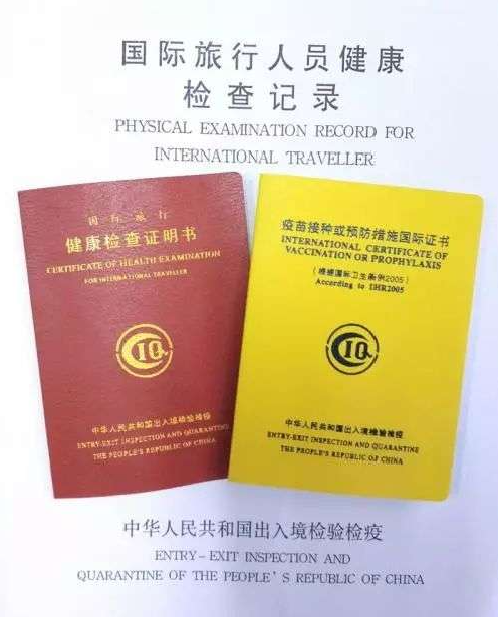 国际旅行人员健康
检查记录
PHYSICAL EXAMINATION RECORD FOR
INTERNATIONAL TRAVELLER
国际旅行
健康检查证明书
CERTIFICATE OF HEALTH EXAMINATION
FOR INTERNATIONAL TRAVELLER
CIQ
中华人民共和国出入境检验检疫
ENTRY-EXIT INSPECTION AND QUARANTINE
THE PEOPLE'S REPUBLIC OF CHINA
疫苗接种或预防措施国际证书
INTERNATIONAL CERTIFICATE OF
VACCINATION OR PROPHYLAXIS
(根据国际卫生条例2005)
According to IHR2005
CIQ
中华人民共和国出入境检验检疫
ENTRY-EXIT INSPECTION AND QUARANTINE
THE PEOPLE'S REPUBLIC OF CHINA
中华人民共和国出入境检验检疫
ENTRY-EXIT INSPECTION AND
QUARANTINE OF THE PEOPLE'S REPUBLIC OF CHINA